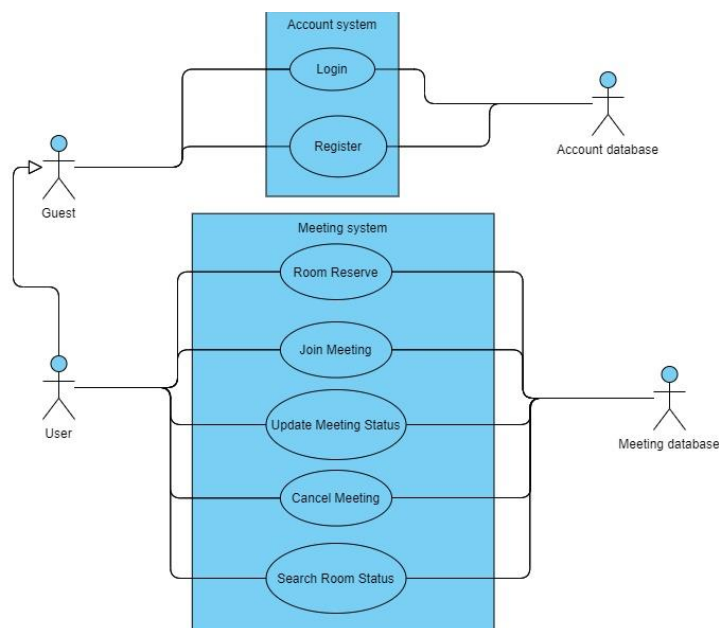 Account system
Login
Register
Account database
Guest
Meeting system
Room Reserve
Join Meeting
User
Update Meeting Status
Meeting database
Cancel Meeting
Search Room Status